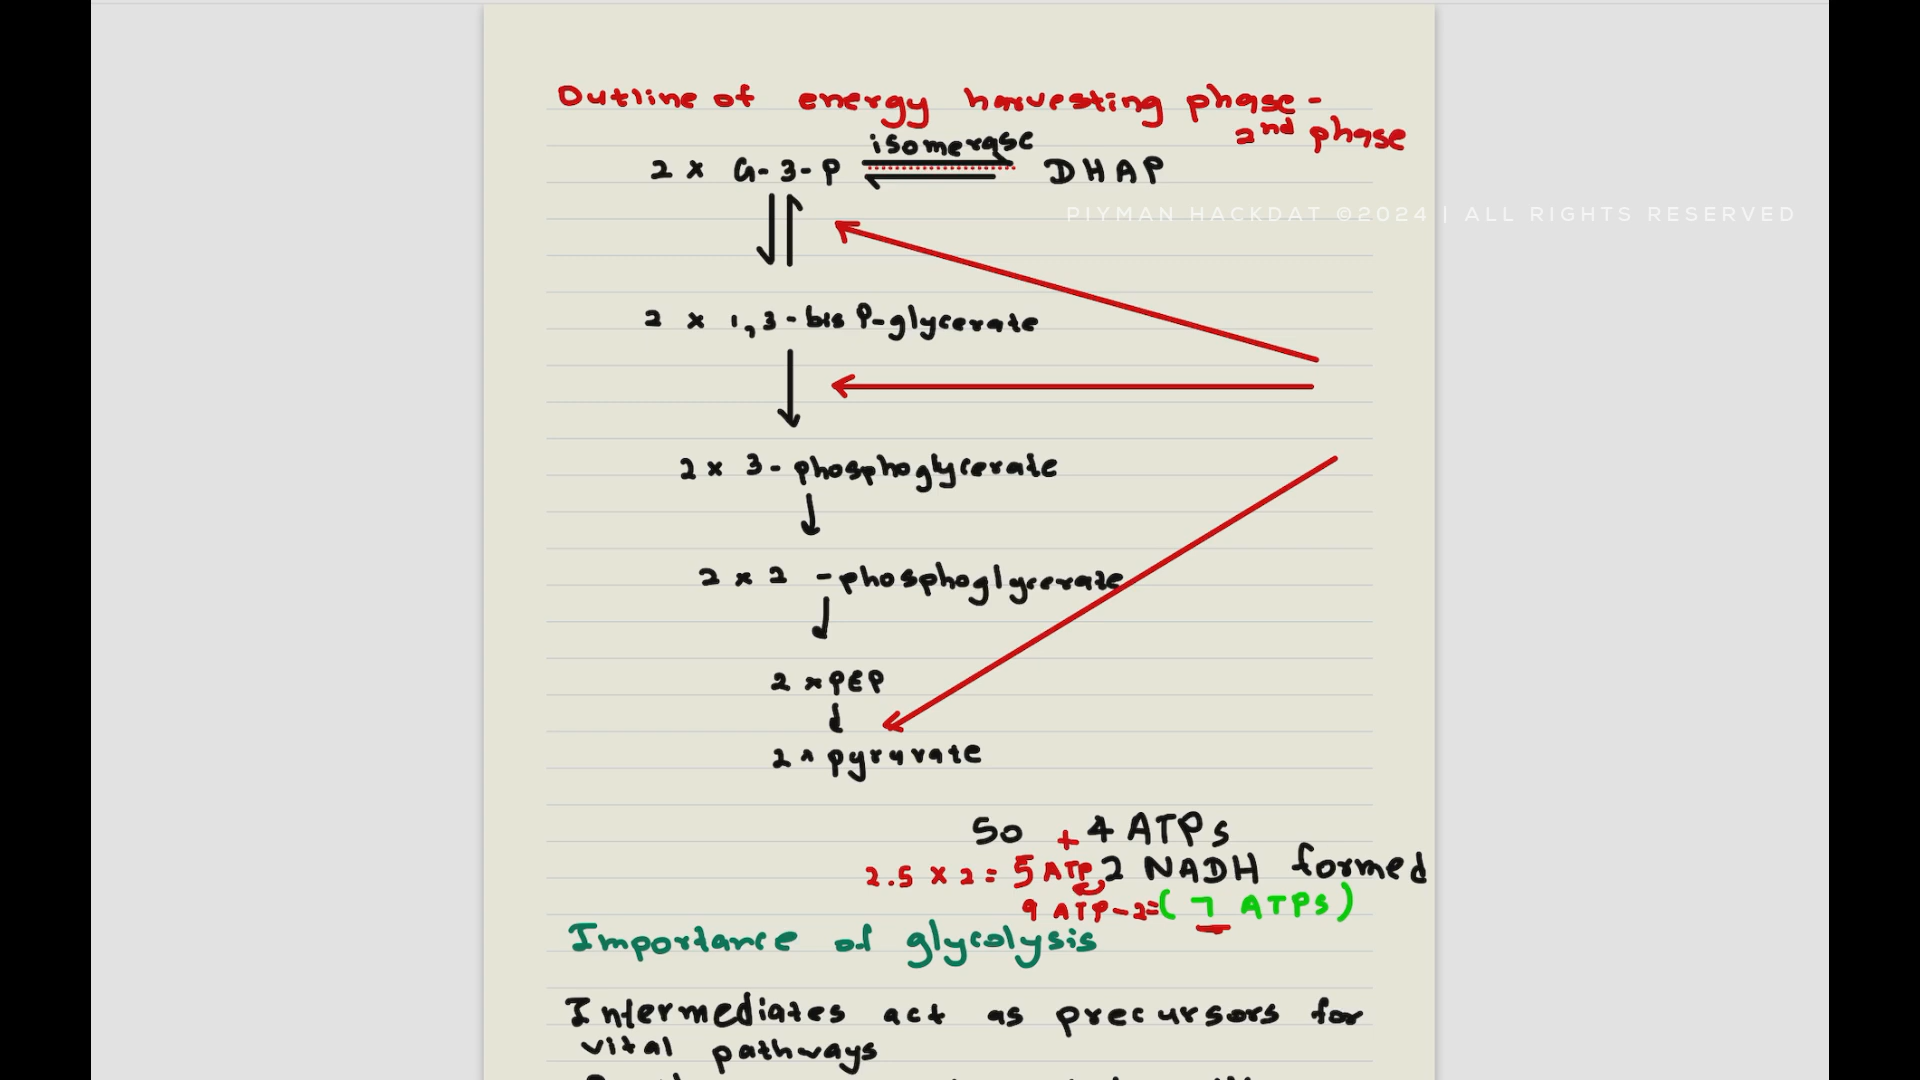 Outline of energy harvesting phase -
2nd phase
isomerase
2 x G-3-P DHAP
PIYMAN HACKDAT ©2024 | ALL RIGHTS RESERVED
2 x 1,3-bis P-glycerate
2 x 3-phosphoglycerate
2 x 2 -phosphoglycerate
2 x PEP
2 x pyruvate
So + 4 ATPs
2.5 x 2 = 5 ATP 2 NADH formed
9 ATP-2= ( 7 ATPs )
Importance of glycolysis
Intermediates act as precursors for
vital pathways